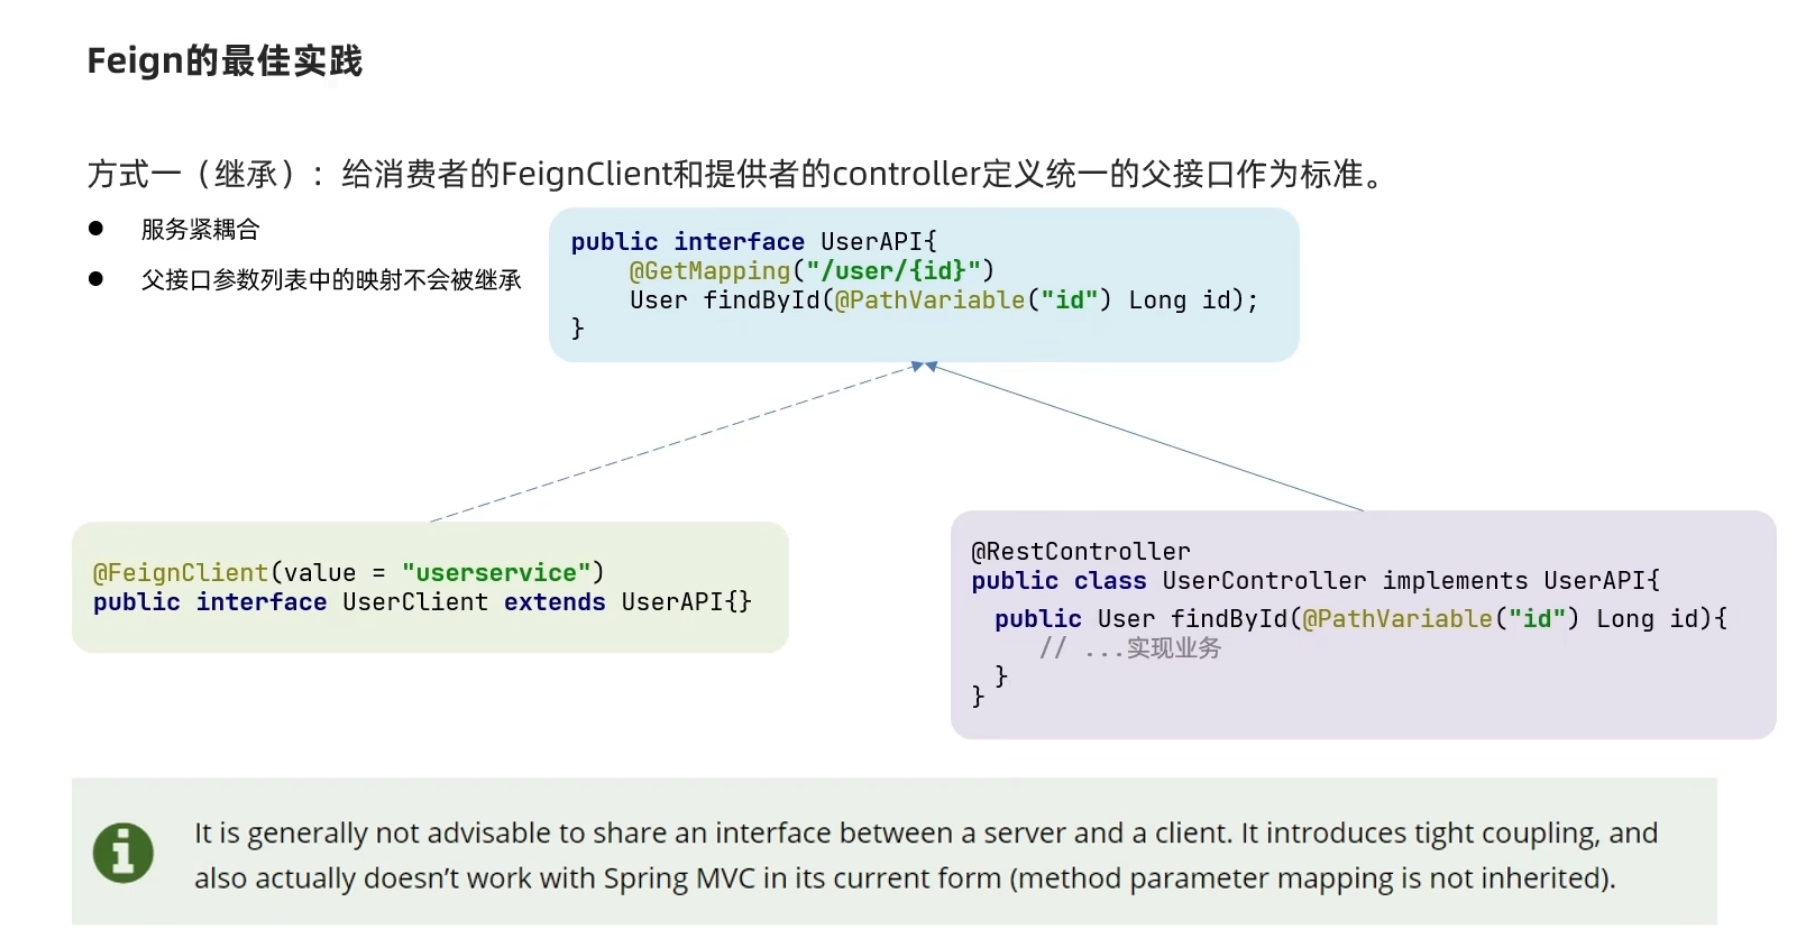 Feign的最佳实践
方式一（继承）：给消费者的FeignClient和提供者的controller定义统一的父接口作为标准。
● 服务紧耦合
● 父接口参数列表中的映射不会被继承
public interface UserAPI{
@GetMapping("/user/{id}")
User findById(@PathVariable("id") Long id);
}
@FeignClient(value = "userservice")
public interface UserClient extends UserAPI{}
@RestController
public class UserController implements UserAPI{
public User findById(@PathVariable("id") Long id){
// ...实现业务
}
}
It is generally not advisable to share an interface between a server and a client. It introduces tight coupling, and
also actually doesn’t work with Spring MVC in its current form (method parameter mapping is not inherited).